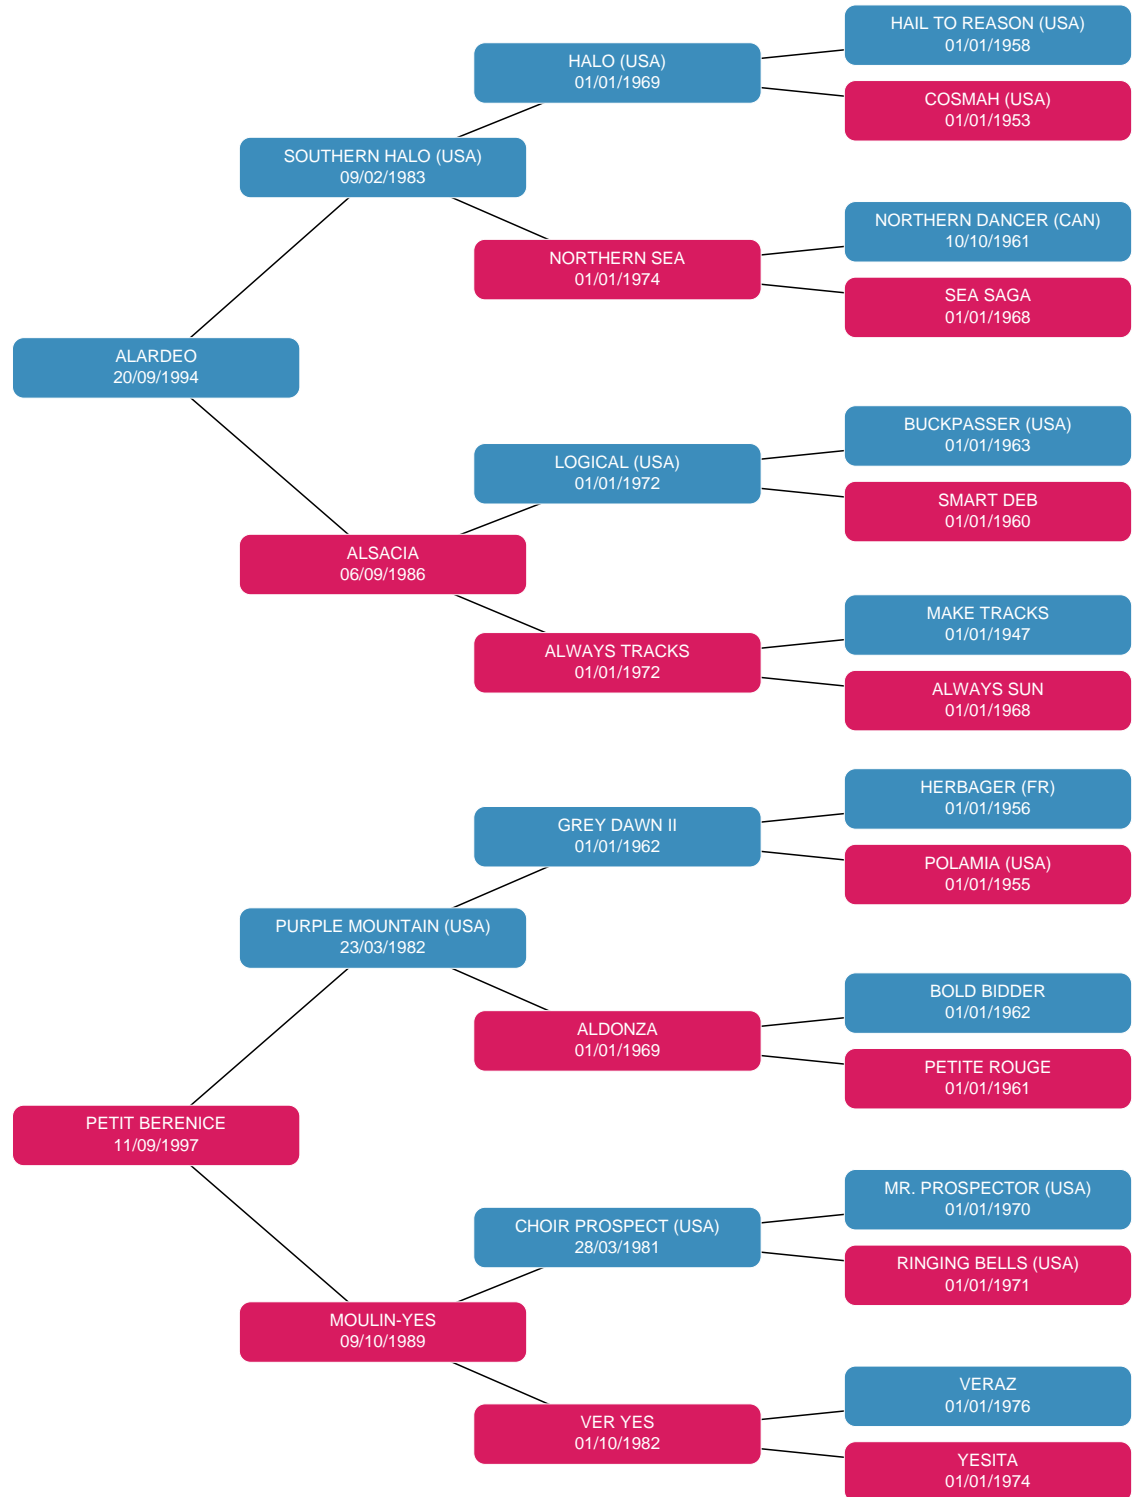 HAIL TO REASON (USA)
01/01/1958
HALO (USA)
01/01/1969
COSMAH (USA)
01/01/1953
SOUTHERN HALO (USA)
09/02/1983
NORTHERN DANCER (CAN)
10/10/1961
NORTHERN SEA
01/01/1974
SEA SAGA
01/01/1968
ALARDEO
20/09/1994
BUCKPASSER (USA)
01/01/1963
LOGICAL (USA)
01/01/1972
SMART DEB
01/01/1960
ALSACIA
06/09/1986
MAKE TRACKS
01/01/1947
ALWAYS TRACKS
01/01/1972
ALWAYS SUN
01/01/1968
HERBAGER (FR)
01/01/1956
GREY DAWN II
01/01/1962
POLAMIA (USA)
01/01/1955
PURPLE MOUNTAIN (USA)
23/03/1982
BOLD BIDDER
01/01/1962
ALDONZA
01/01/1969
PETITE ROUGE
01/01/1961
PETIT BERENICE
11/09/1997
MR. PROSPECTOR (USA)
01/01/1970
CHOIR PROSPECT (USA)
28/03/1981
RINGING BELLS (USA)
01/01/1971
MOULIN-YES
09/10/1989
VERAZ
01/01/1976
VER YES
01/10/1982
YESITA
01/01/1974